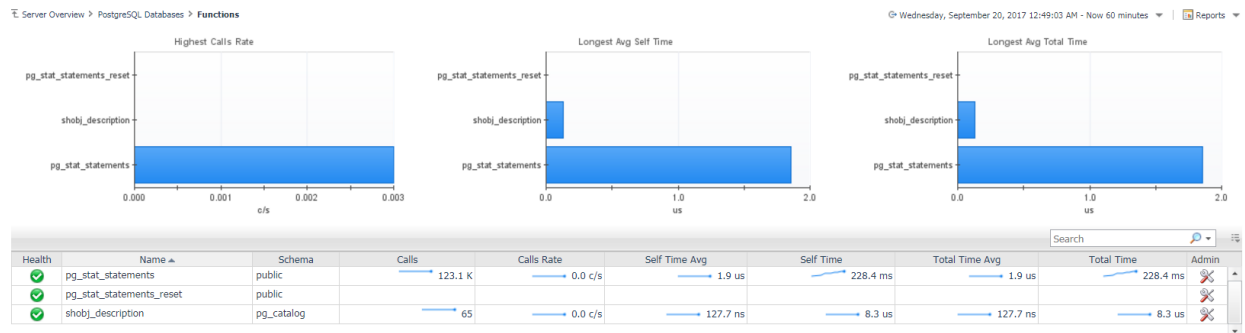 Server Overview > PostgreSQL Databases > Functions
Wednesday, September 20, 2017 12:49:03 AM - Now 60 minutes | Reports
Highest Calls Rate
pg_stat_statements_reset
shobj_description
pg_stat_statements
0.000 0.001 0.002 0.003
c/s
Longest Avg Self Time
pg_stat_statements_reset
shobj_description
pg_stat_statements
0.0 1.0 2.0
us
Longest Avg Total Time
pg_stat_statements_reset
shobj_description
pg_stat_statements
0.0 1.0 2.0
us
Search
Health Name Schema Calls Calls Rate Self Time Avg Self Time Total Time Avg Total Time Admin
pg_stat_statements public 123.1 K 0.0 c/s 1.9 us 228.4 ms 1.9 us 228.4 ms
pg_stat_statements_reset public
shobj_description pg_catalog 65 0.0 c/s 127.7 ns 8.3 us 127.7 ns 8.3 us